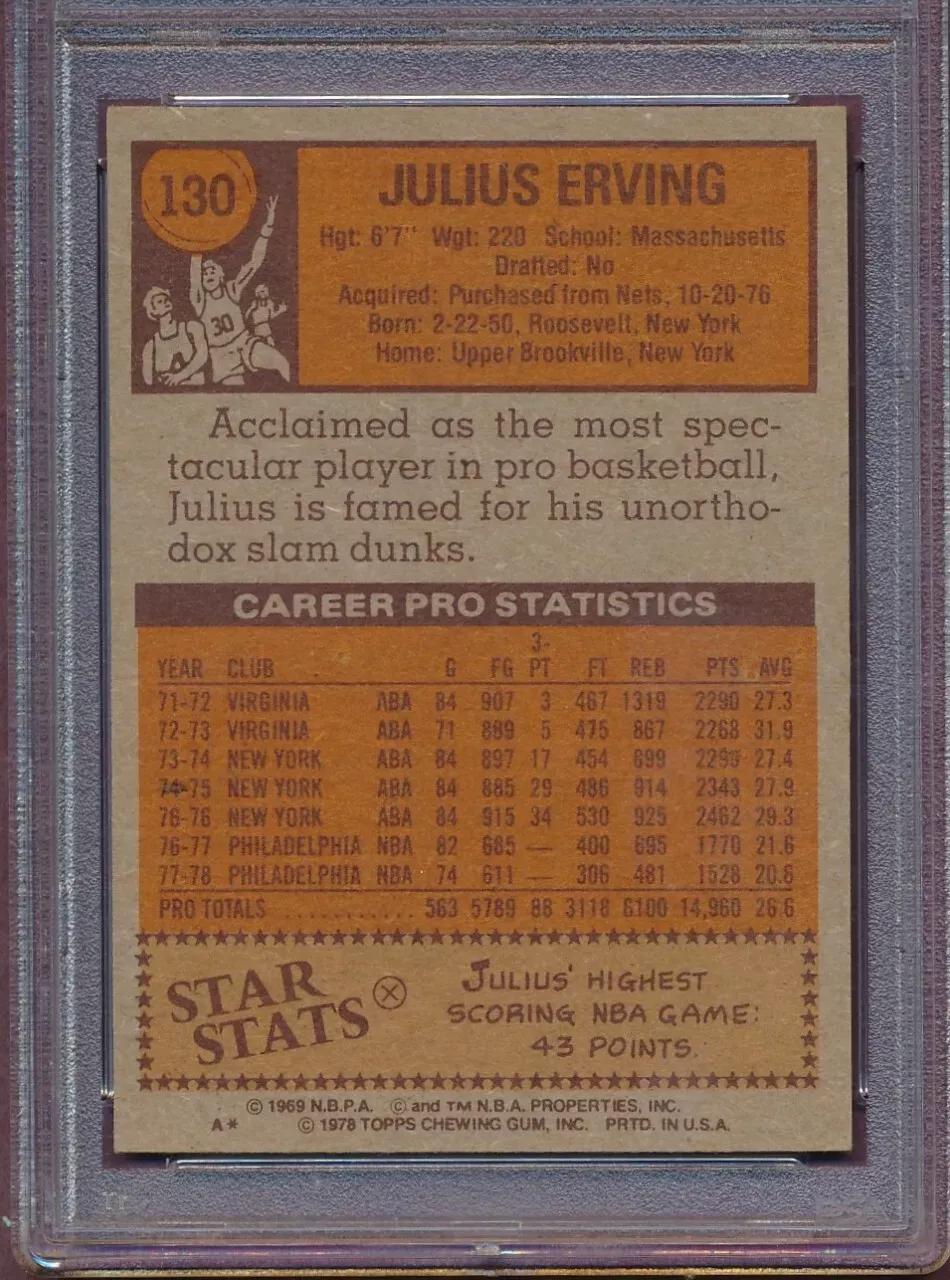 130
JULIUS ERVING
Hgt: 6'7" Wgt: 220 School: Massachusetts
Drafted: No
Acquired: Purchased from Nets, 10-20-76
Born: 2-22-50, Roosevelt, New York
Home: Upper Brookville, New York
30
Acclaimed as the most spec-
tacular player in pro basketball,
Julius is famed for his unortho-
dox slam dunks.
CAREER PRO STATISTICS
YEAR CLUB G FG 3-PT FT REB PTS AVG
71-72 VIRGINIA ABA 84 907 3 467 1319 2290 27.3
72-73 VIRGINIA ABA 71 889 5 475 867 2268 31.9
73-74 NEW YORK ABA 84 897 17 454 899 2299 27.4
74-75 NEW YORK ABA 84 885 29 486 914 2343 27.9
76-76 NEW YORK ABA 84 915 34 530 925 2462 29.3
76-77 PHILADELPHIA NBA 82 685 — 400 695 1770 21.6
77-78 PHILADELPHIA NBA 74 611 — 306 481 1528 20.6
PRO TOTALS ............ 563 5789 88 3118 6100 14,960 26.6
STAR
STATS
JULIUS' HIGHEST
SCORING NBA GAME:
43 POINTS.
© 1969 N.B.P.A. © and TM N.B.A. PROPERTIES, INC.
A* © 1978 TOPPS CHEWING GUM, INC. PRTD. IN U.S.A.